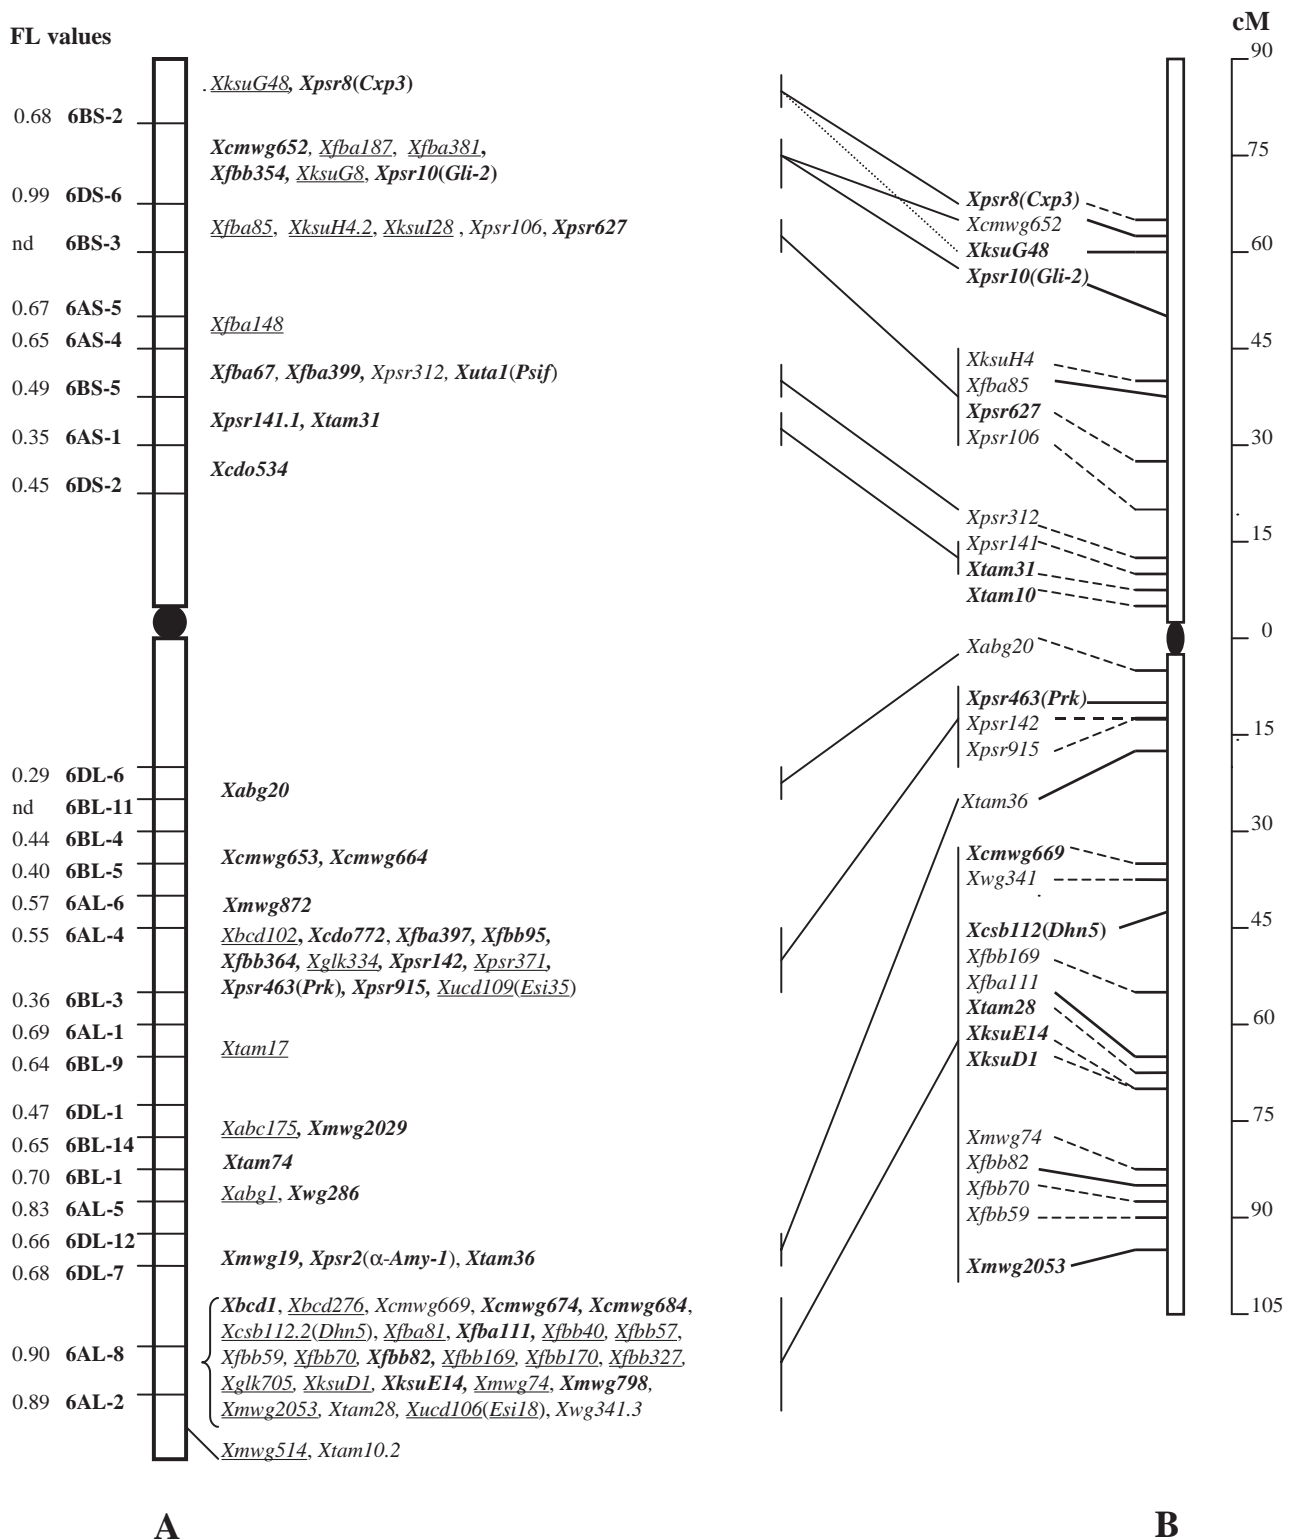 FL values
cM
XksuG48, Xpsr8(Cxp3)
0.68 6BS-2
Xcmwg652, Xfba187, Xfba381,
Xfbb354, XksuG8, Xpsr10(Gli-2)
0.99 6DS-6
Xfba85, XksuH4.2, XksuI28 , Xpsr106, Xpsr627
nd 6BS-3
0.67 6AS-5
Xfba148
0.65 6AS-4
Xfba67, Xfba399, Xpsr312, Xuta1(Psif)
0.49 6BS-5
Xpsr141.1, Xtam31
0.35 6AS-1
Xcdo534
0.45 6DS-2
0.29 6DL-6
Xabg20
nd 6BL-11
0.44 6BL-4
Xcmwg653, Xcmwg664
0.40 6BL-5
0.57 6AL-6
Xmwg872
0.55 6AL-4
Xbcd102, Xcdo772, Xfba397, Xfbb95,
Xfbb364, Xglk334, Xpsr142, Xpsr371,
Xpsr463(Prk), Xpsr915, Xucd109(Esi35)
0.36 6BL-3
0.69 6AL-1
Xtam17
0.64 6BL-9
0.47 6DL-1
Xabc175, Xmwg2029
0.65 6BL-14
Xtam74
0.70 6BL-1
Xabg1, Xwg286
0.83 6AL-5
0.66 6DL-12
Xmwg19, Xpsr2(α-Amy-1), Xtam36
0.68 6DL-7
Xbcd1, Xbcd276, Xcmwg669, Xcmwg674, Xcmwg684,
Xcsb112.2(Dhn5), Xfba81, Xfba111, Xfbb40, Xfbb57,
Xfbb59, Xfbb70, Xfbb82, Xfbb169, Xfbb170, Xfbb327,
Xglk705, XksuD1, XksuE14, Xmwg74, Xmwg798,
Xmwg2053, Xtam28, Xucd106(Esi18), Xwg341.3
0.90 6AL-8
0.89 6AL-2
Xmwg514, Xtam10.2
A
Xpsr8(Cxp3)
Xcmwg652
XksuG48
Xpsr10(Gli-2)
XksuH4
Xfba85
Xpsr627
Xpsr106
Xpsr312
Xpsr141
Xtam31
Xtam10
Xabg20
Xpsr463(Prk)
Xpsr142
Xpsr915
Xtam36
Xcmwg669
Xwg341
Xcsb112(Dhn5)
Xfbb169
Xfba111
Xtam28
XksuE14
XksuD1
Xmwg74
Xfbb82
Xfbb70
Xfbb59
Xmwg2053
B
90
75
60
45
30
15
0
15
30
45
60
75
90
105